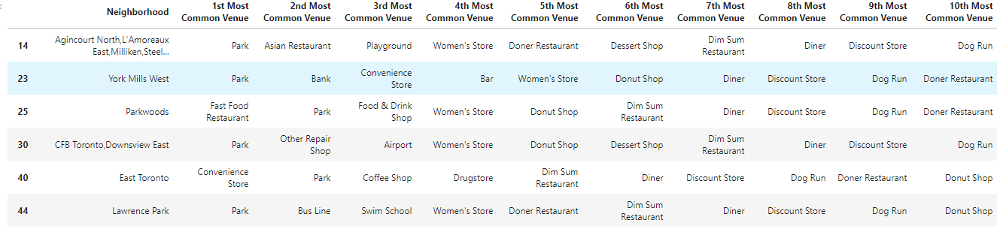 Neighborhood 1st Most Common Venue 2nd Most Common Venue 3rd Most Common Venue 4th Most Common Venue 5th Most Common Venue 6th Most Common Venue 7th Most Common Venue 8th Most Common Venue 9th Most Common Venue 10th Most Common Venue
14 Agincourt North,L'Amoreaux East,Milliken,Steel... Park Asian Restaurant Playground Women's Store Doner Restaurant Dessert Shop Dim Sum Restaurant Diner Discount Store Dog Run
23 York Mills West Park Bank Convenience Store Bar Women's Store Donut Shop Diner Discount Store Dog Run Doner Restaurant
25 Parkwoods Fast Food Restaurant Park Food & Drink Shop Women's Store Donut Shop Dim Sum Restaurant Diner Discount Store Dog Run Doner Restaurant
30 CFB Toronto,Downsview East Park Other Repair Shop Airport Women's Store Donut Shop Dessert Shop Dim Sum Restaurant Diner Discount Store Dog Run
40 East Toronto Convenience Store Park Coffee Shop Drugstore Dim Sum Restaurant Diner Discount Store Dog Run Doner Restaurant Donut Shop
44 Lawrence Park Park Bus Line Swim School Women's Store Doner Restaurant Dim Sum Restaurant Diner Discount Store Dog Run Donut Shop